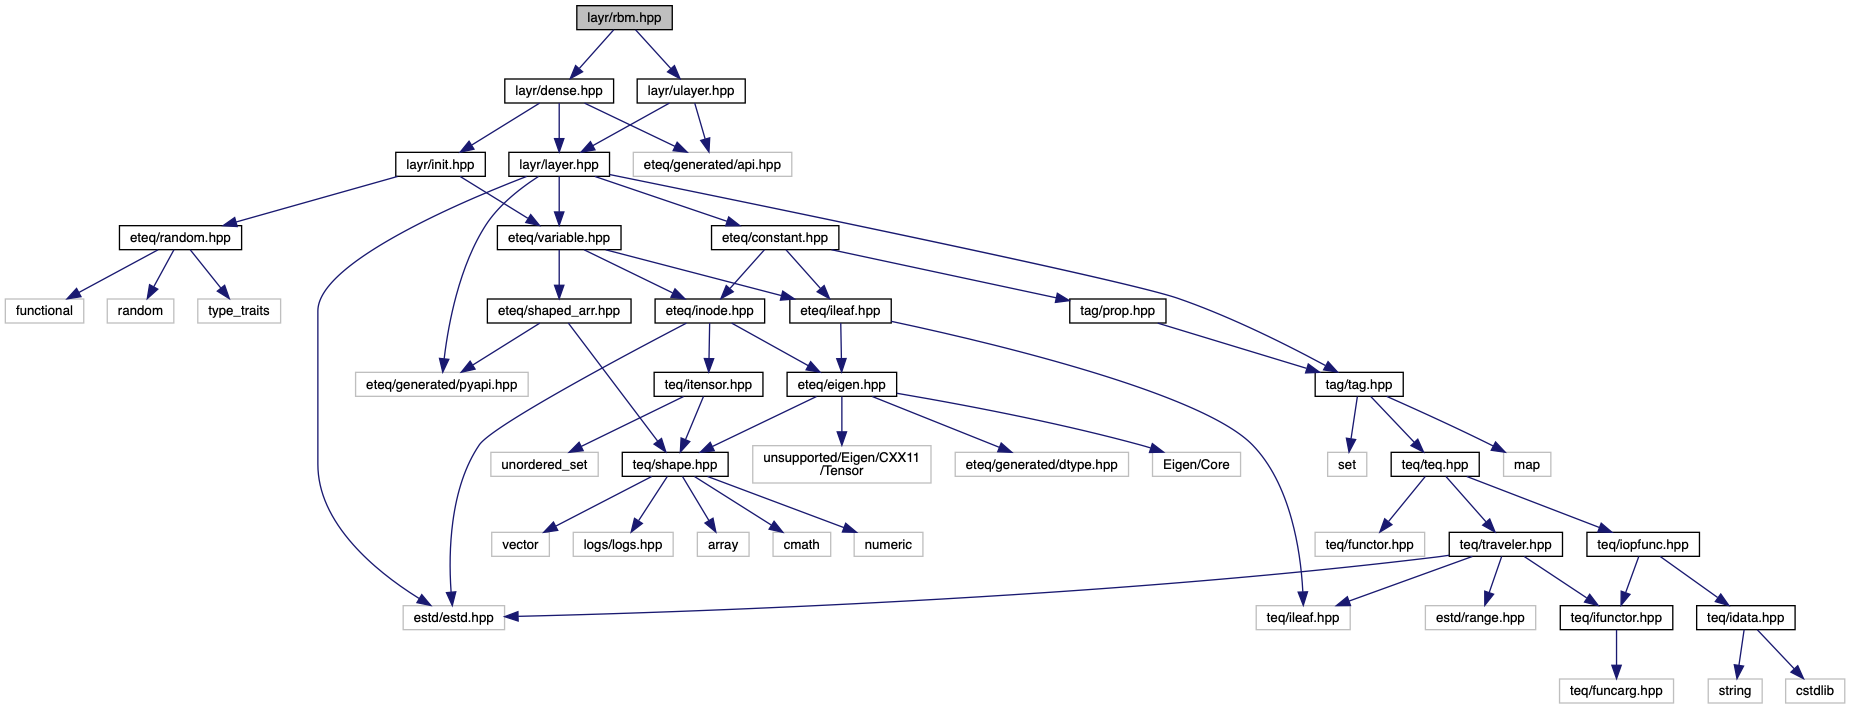 layr/rbm.hpp
layr/dense.hpp
layr/ulayer.hpp
layr/init.hpp
layr/layer.hpp
eteq/generated/api.hpp
eteq/random.hpp
eteq/variable.hpp
eteq/constant.hpp
functional
random
type_traits
eteq/shaped_arr.hpp
eteq/inode.hpp
eteq/ileaf.hpp
tag/prop.hpp
eteq/generated/pyapi.hpp
teq/itensor.hpp
eteq/eigen.hpp
tag/tag.hpp
unordered_set
teq/shape.hpp
unsupported/Eigen/CXX11
/Tensor
eteq/generated/dtype.hpp
Eigen/Core
set
teq/teq.hpp
map
vector
logs/logs.hpp
array
cmath
numeric
teq/functor.hpp
teq/traveler.hpp
teq/iopfunc.hpp
estd/estd.hpp
teq/ileaf.hpp
estd/range.hpp
teq/ifunctor.hpp
teq/idata.hpp
teq/funcarg.hpp
string
cstdlib